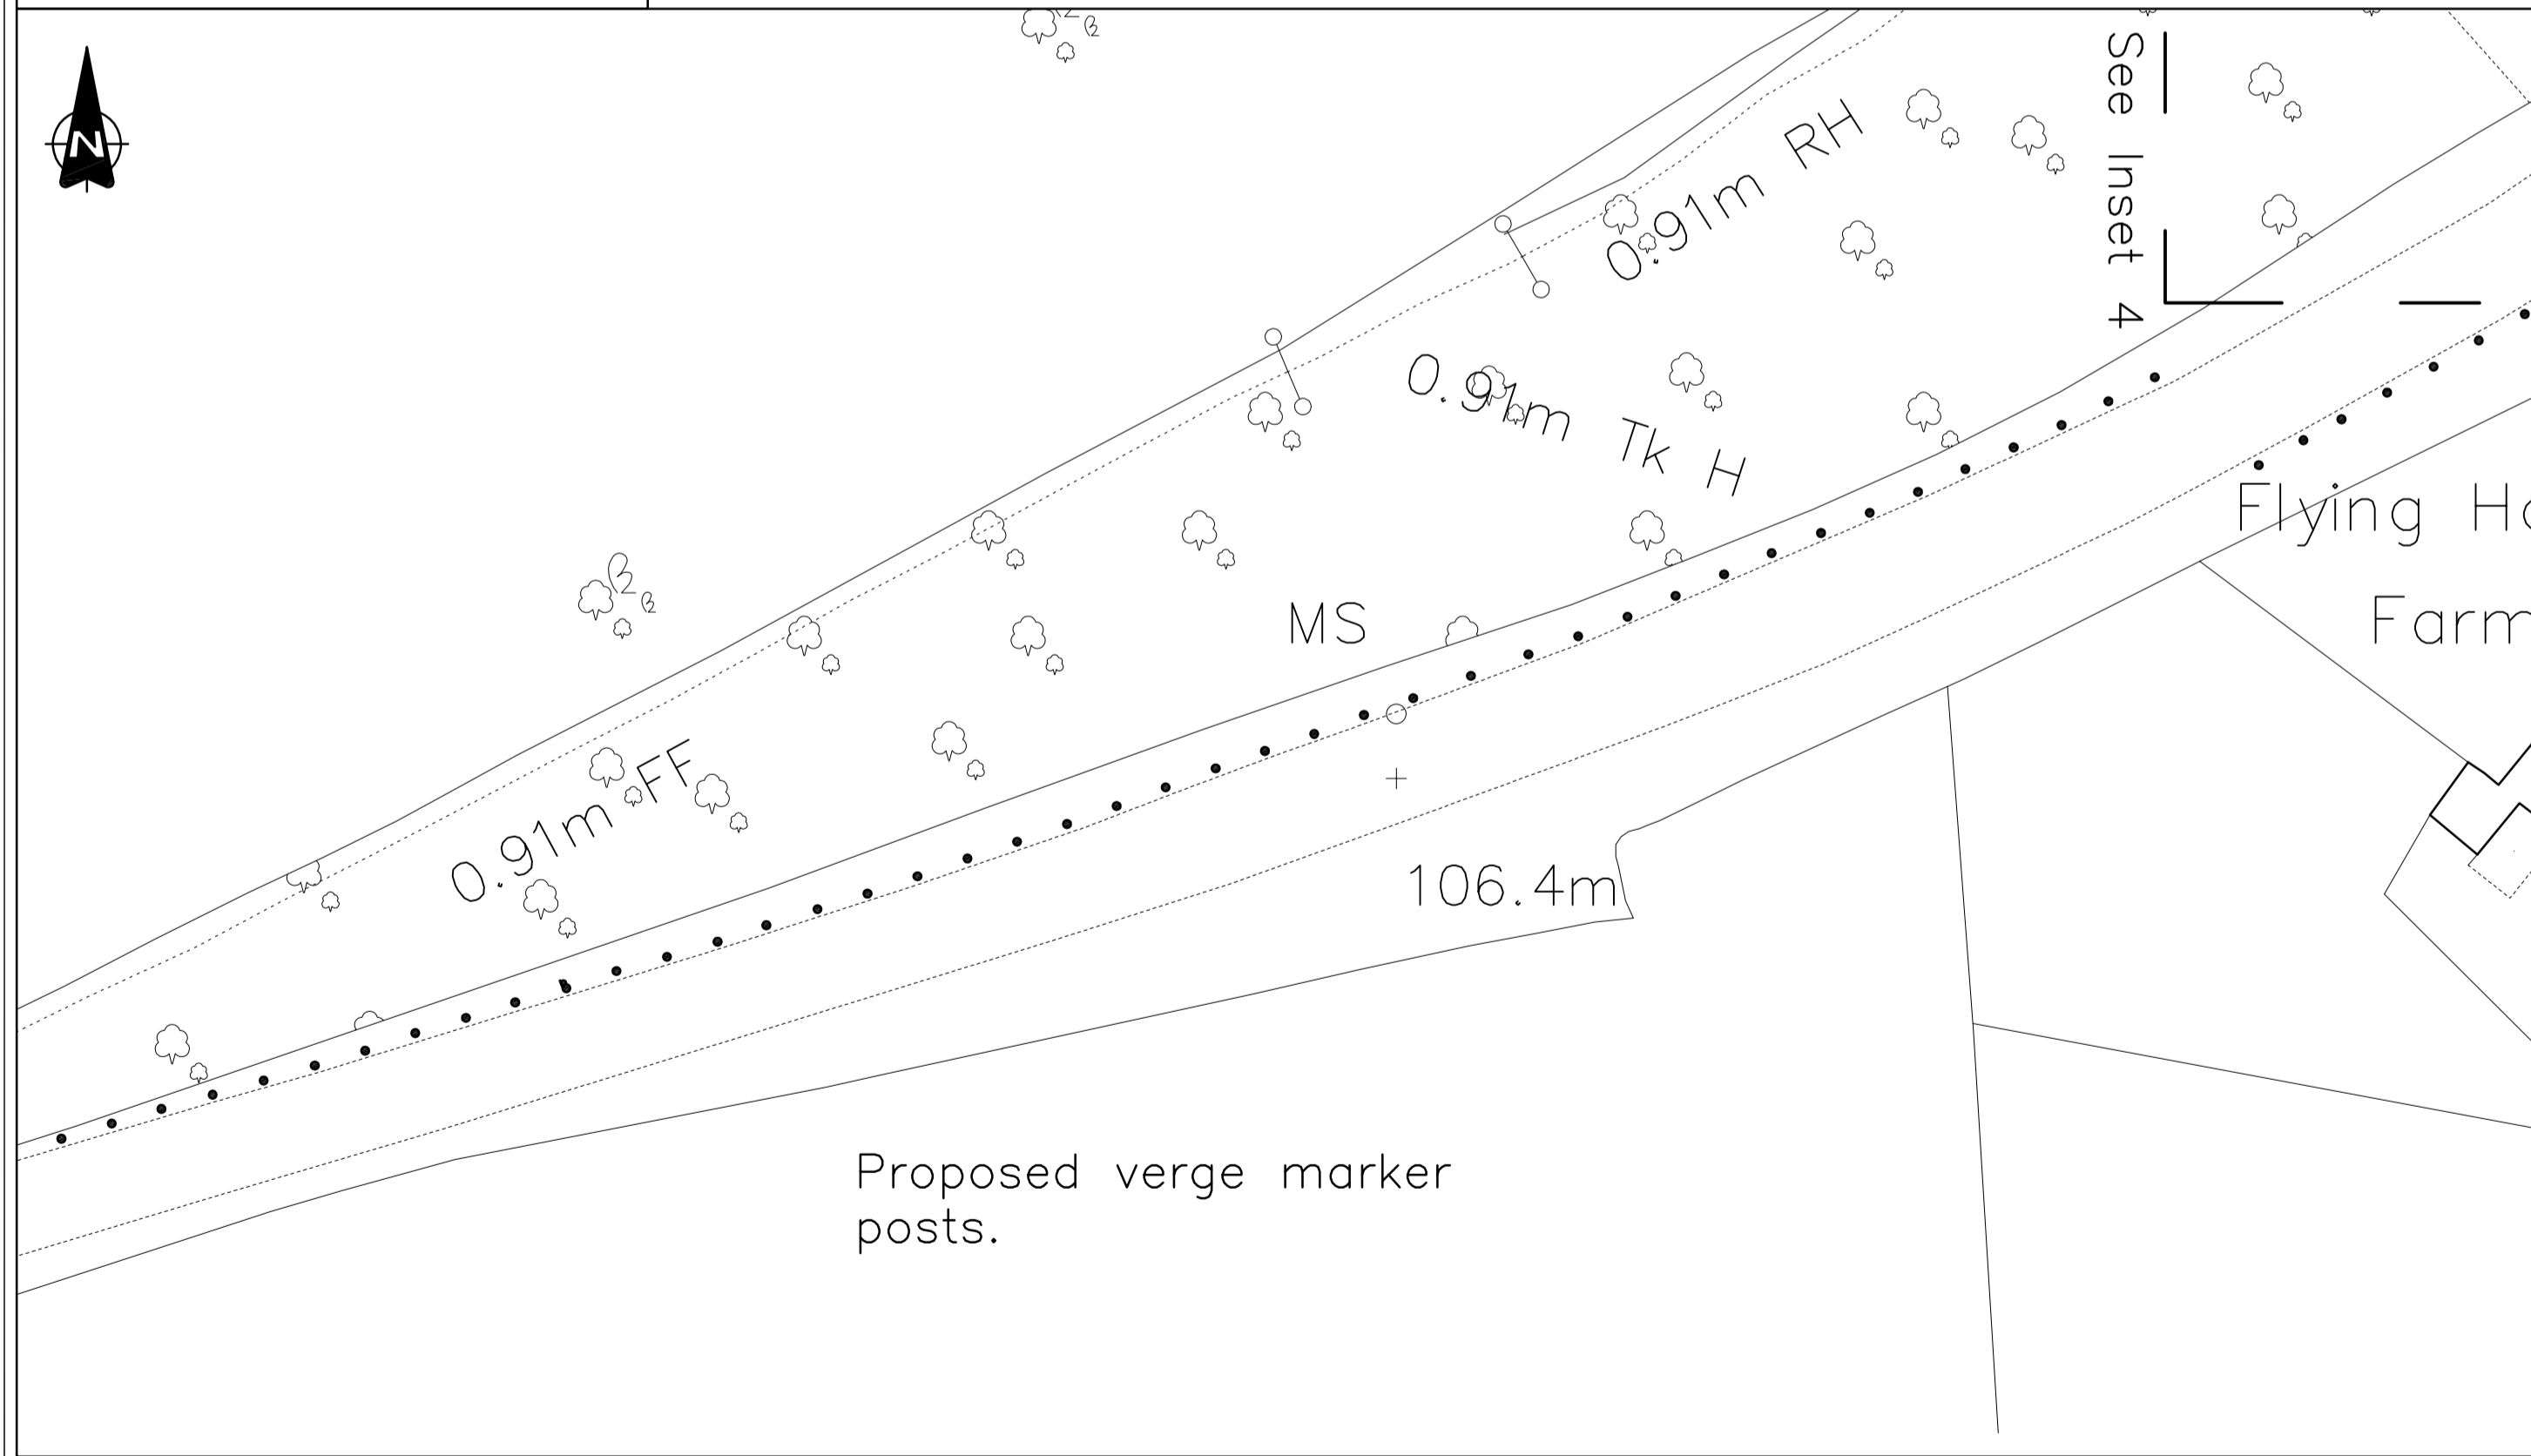 N
See Inset 4
0.91m RH
0.91m Tk H
Flying
Farm
MS
0.91m FF
106.4m
Proposed verge marker
posts.